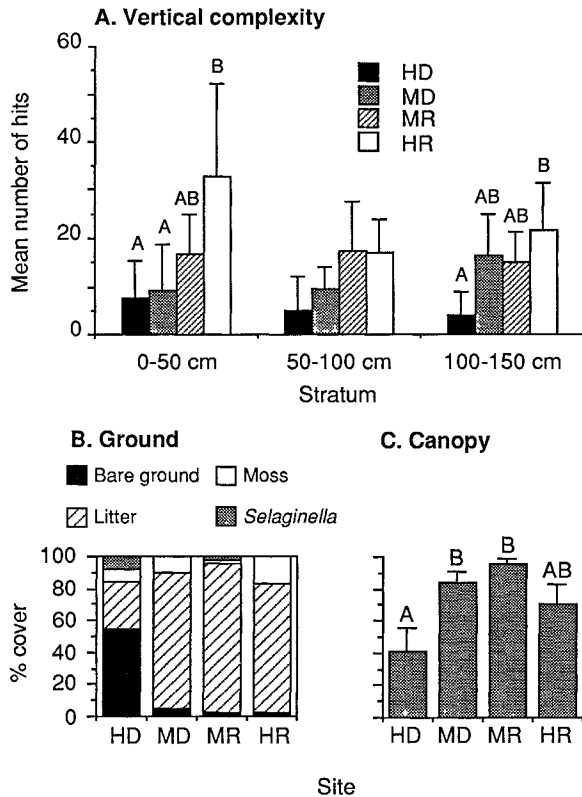 A. Vertical complexity
60
40
20
0
Mean number of hits
HD
MD
MR
HR
A
A
AB
B
A
AB
AB
B
0-50 cm
50-100 cm
100-150 cm
Stratum
B. Ground
Bare ground
Moss
Litter
Selaginella
100
80
60
40
20
0
% cover
HD
MD
MR
HR
C. Canopy
A
B
B
AB
HD
MD
MR
HR
Site